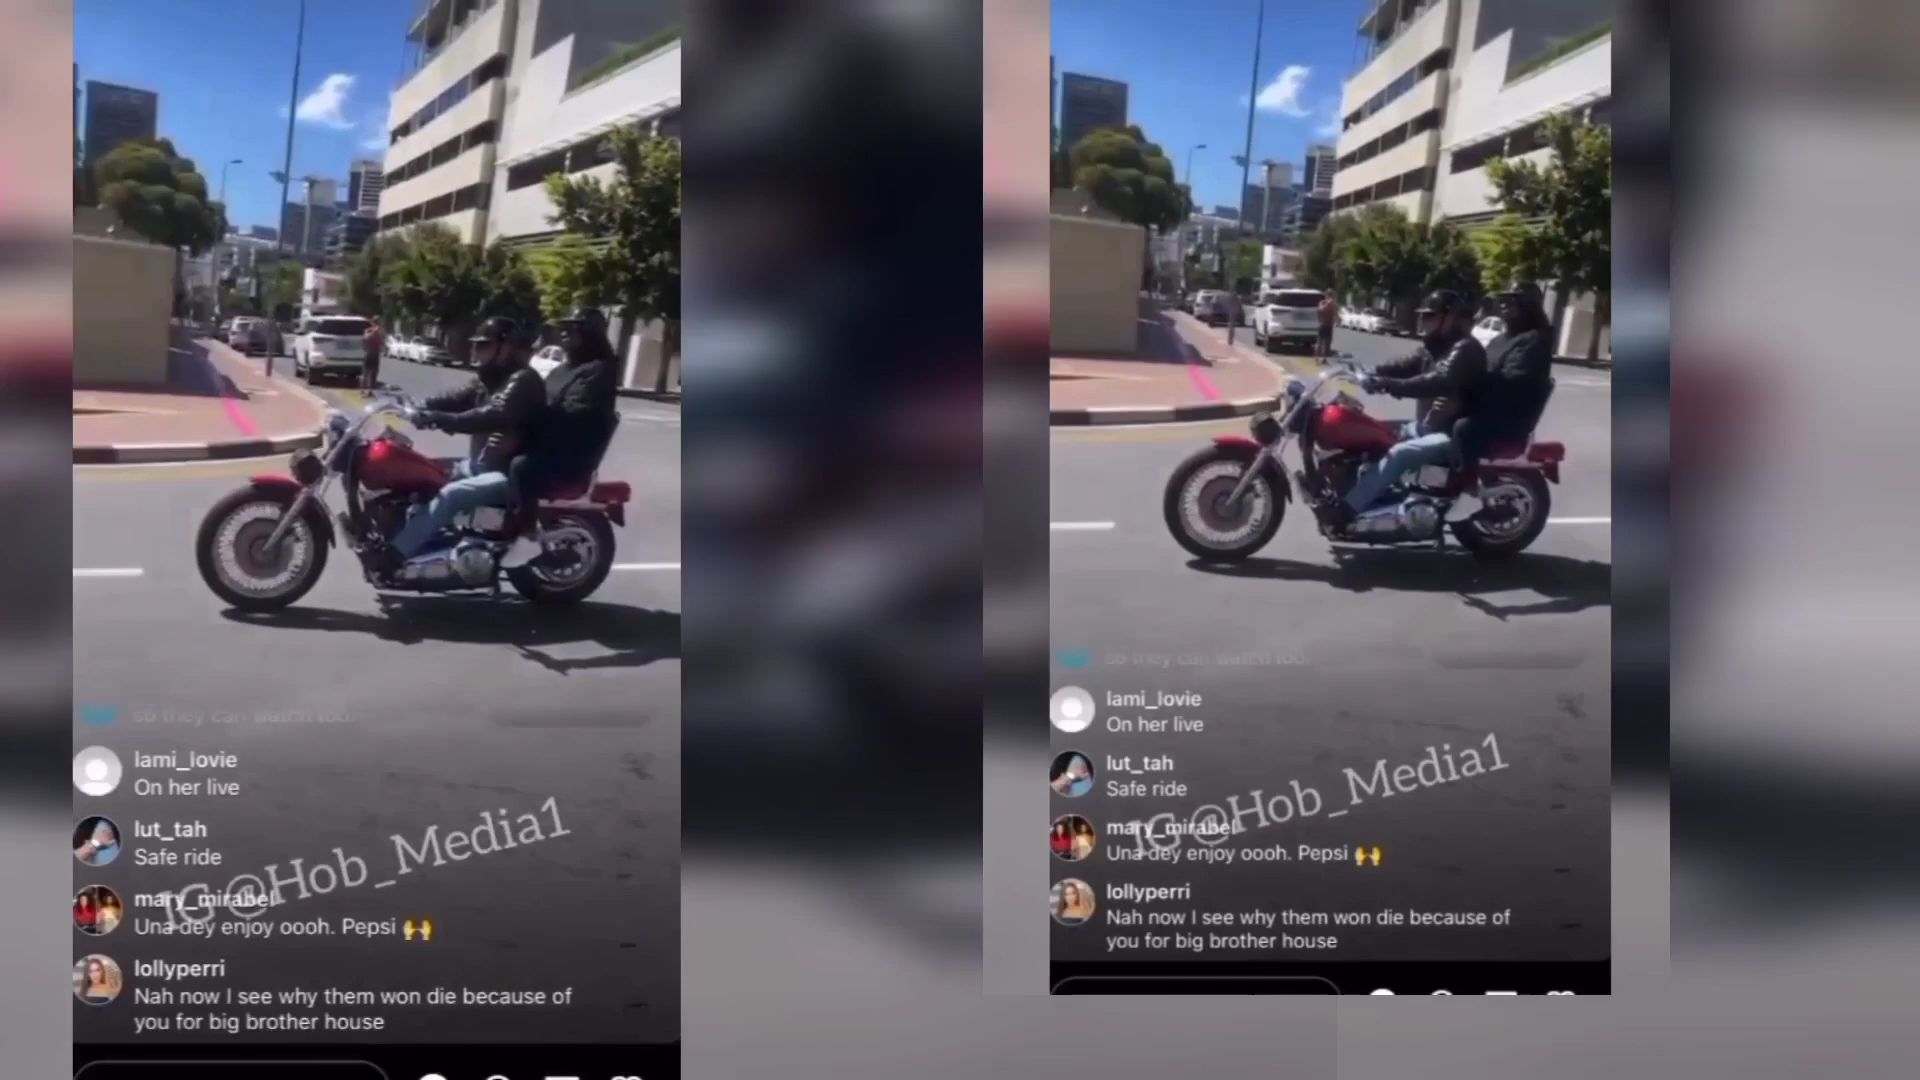 so they can watch too.
lami_lovie
On her live
lut_tah
Safe ride
mary_mirabel
Una dey enjoy oooh. Pepsi 🙌
lollyperri
Nah now I see why them won die because of
you for big brother house
IG@Hob_Media1
so they can watch too.
lami_lovie
On her live
lut_tah
Safe ride
mary_mirabel
Una dey enjoy oooh. Pepsi 🙌
lollyperri
Nah now I see why them won die because of
you for big brother house
IG@Hob_Media1